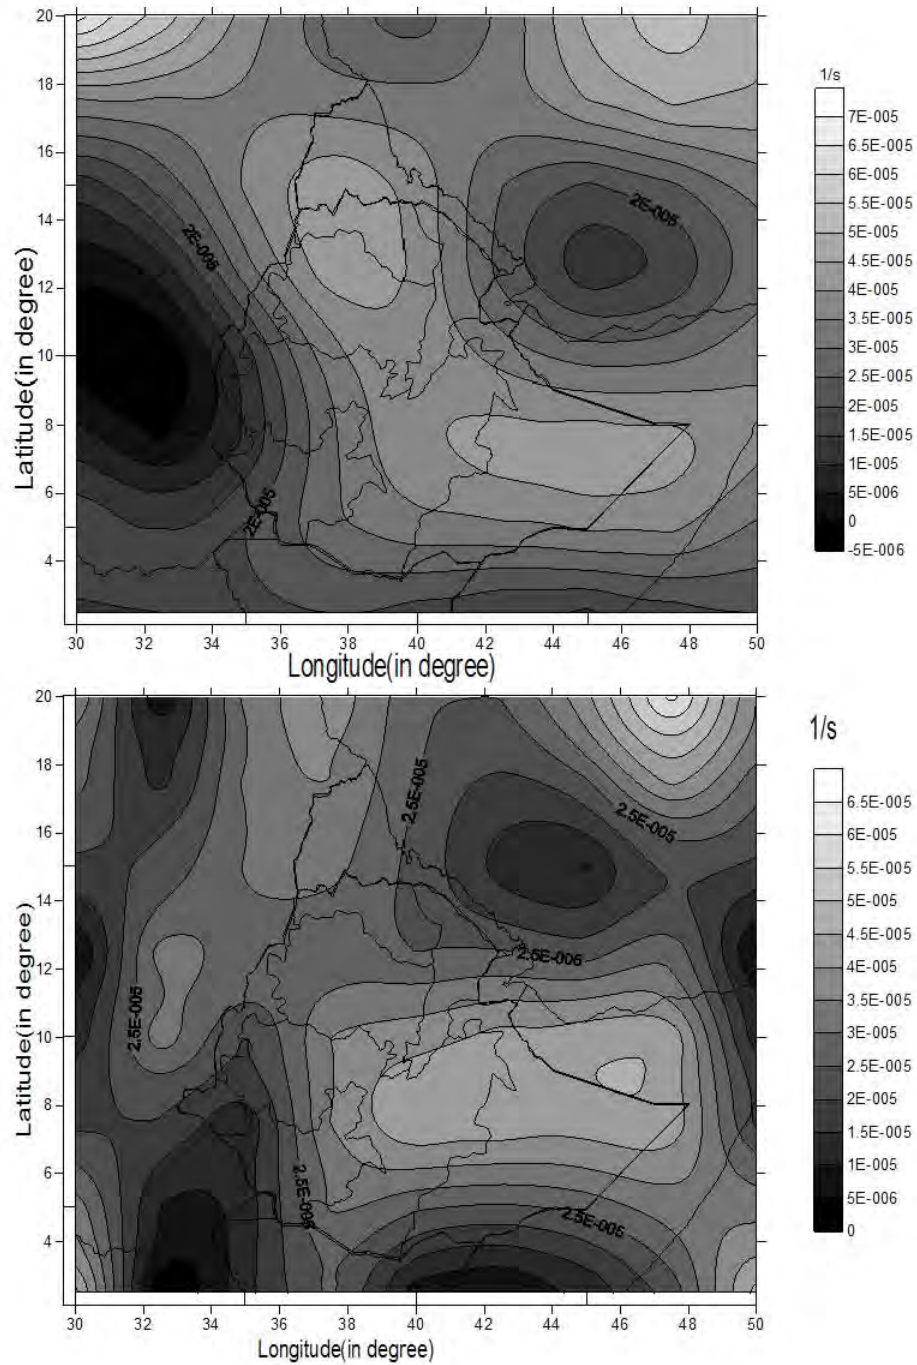 20
18
16
14
12
10
8
6
4
Latitude(in degree)
2E-005
2E-005
2E-005
30 32 34 36 38 40 42 44 46 48 50
Longitude(in degree)
1/s
7E-005
6.5E-005
6E-005
5.5E-005
5E-005
4.5E-005
4E-005
3.5E-005
3E-005
2.5E-005
2E-005
1.5E-005
1E-005
5E-006
0
-5E-006
20
18
16
14
12
10
8
6
4
Latitude(in degree)
2.5E-005
2.5E-005
2.5E-005
2.5E-005
2.5E-005
2.5E-005
30 32 34 36 38 40 42 44 46 48 50
Longitude(in degree)
1/s
6.5E-005
6E-005
5.5E-005
5E-005
4.5E-005
4E-005
3.5E-005
3E-005
2.5E-005
2E-005
1.5E-005
1E-005
5E-006
0